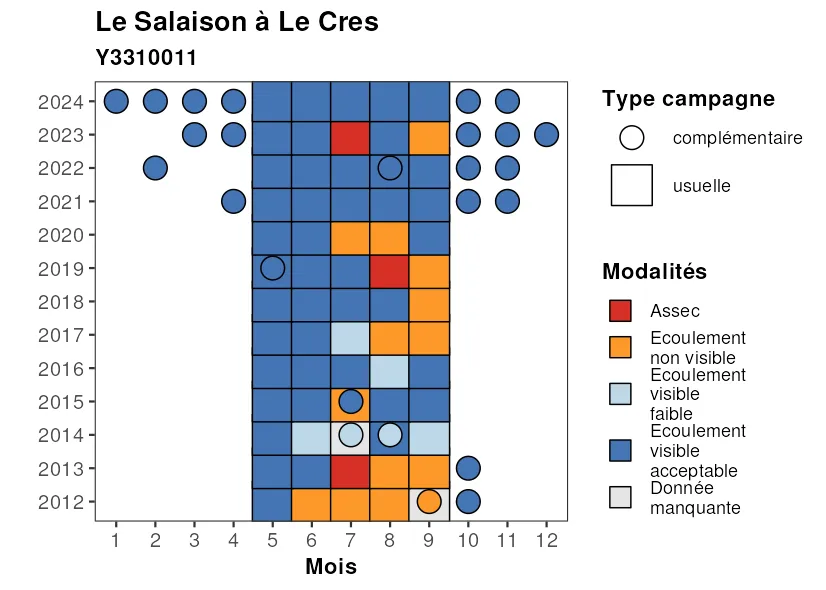 Le Salaison à Le Cres
Y3310011
2024
2023
2022
2021
2020
2019
2018
2017
2016
2015
2014
2013
2012
1 2 3 4 5 6 7 8 9 10 11 12
Mois
Type campagne
complémentaire
usuelle
Modalités
Assec
Ecoulement
non visible
Ecoulement
visible
faible
Ecoulement
visible
acceptable
Donnée
manquante